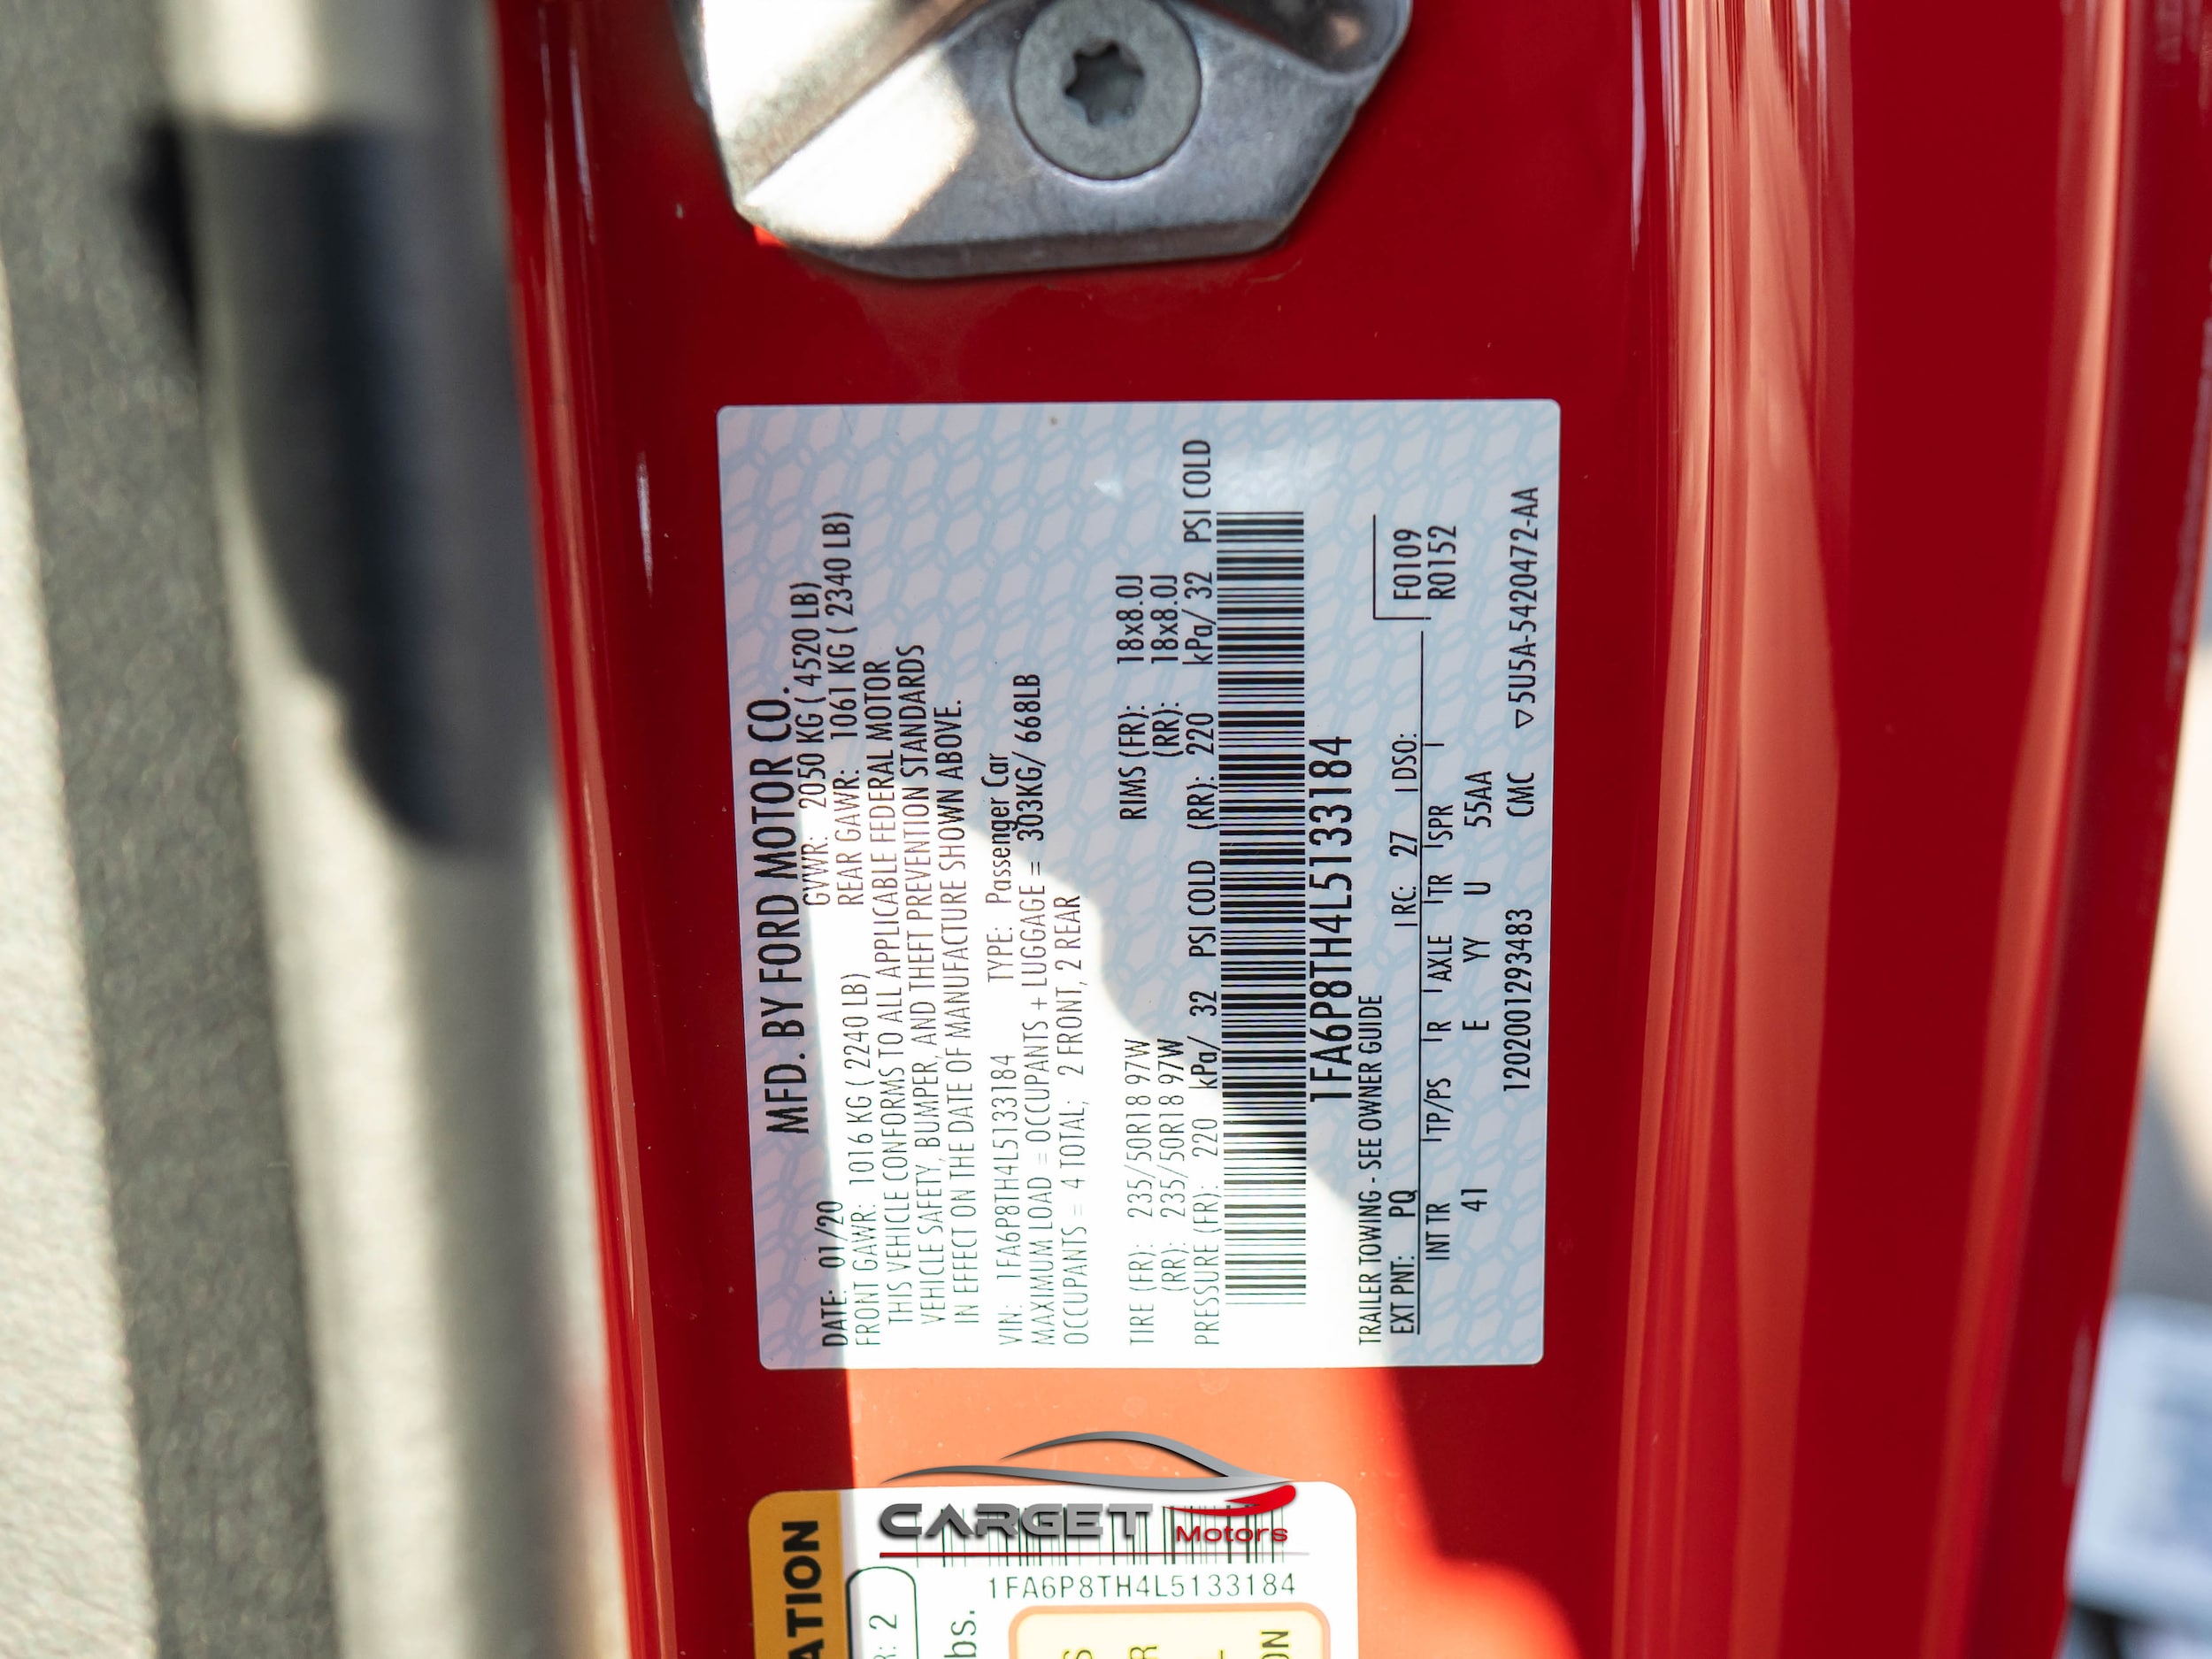 MFD. BY FORD MOTOR CO.
DATE: 01/20 GVWR: 2050 KG ( 4520 LB)
FRONT GAWR: 1016 KG ( 2240 LB) REAR GAWR: 1061 KG ( 2340 LB)
THIS VEHICLE CONFORMS TO ALL APPLICABLE FEDERAL MOTOR
VEHICLE SAFETY, BUMPER, AND THEFT PREVENTION STANDARDS
IN EFFECT ON THE DATE OF MANUFACTURE SHOWN ABOVE.
VIN: 1FA6P8TH4L5133184 TYPE: Passenger Car
MAXIMUM LOAD = OCCUPANTS + LUGGAGE = 303KG/ 668LB
OCCUPANTS = 4 TOTAL; 2 FRONT, 2 REAR
TIRE (FR): 235/50R18 97W RIMS (FR): 18x8.0J
(RR): 235/50R18 97W (RR): 18x8.0J
PRESSURE (FR): 220 kPa/ 32 PSI COLD (RR): 220 kPa/ 32 PSI COLD
1FA6P8TH4L5133184
TRAILER TOWING - SEE OWNER GUIDE
EXT PNT: PQ RC: 27 DSO: F0109
INT TR TP/PS R AXLE TR SPR R0152
41 E YY U 55AA
1202001293483 CMC ▽5U5A-5420472-AA
CARGET
Motors
1FA6P8TH4L5133184
ATION
R: 2
bs.
S
R
L
ON